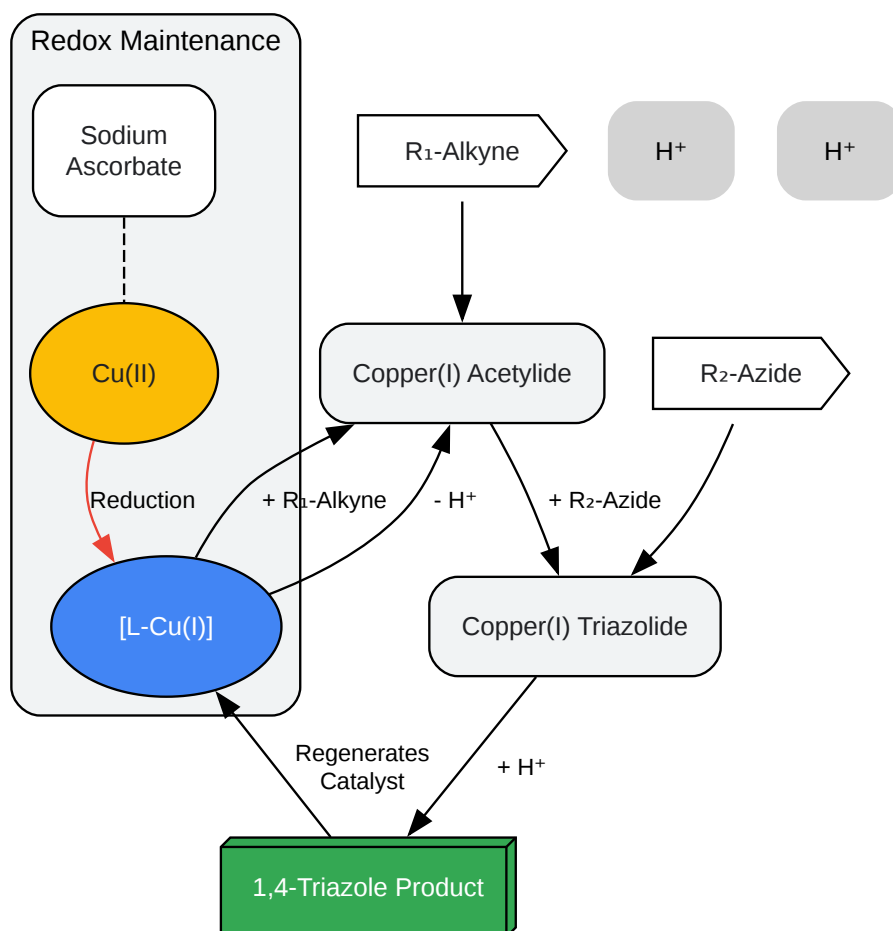 Redox Maintenance
Sodium
Ascorbate
R₁-Alkyne
H⁺
H⁺
Cu(II)
Copper(I) Acetylide
R₂-Azide
Reduction
+ R₁-Alkyne
- H⁺
+ R₂-Azide
[L-Cu(I)]
Copper(I) Triazolide
Regenerates
Catalyst
+ H⁺
1,4-Triazole Product